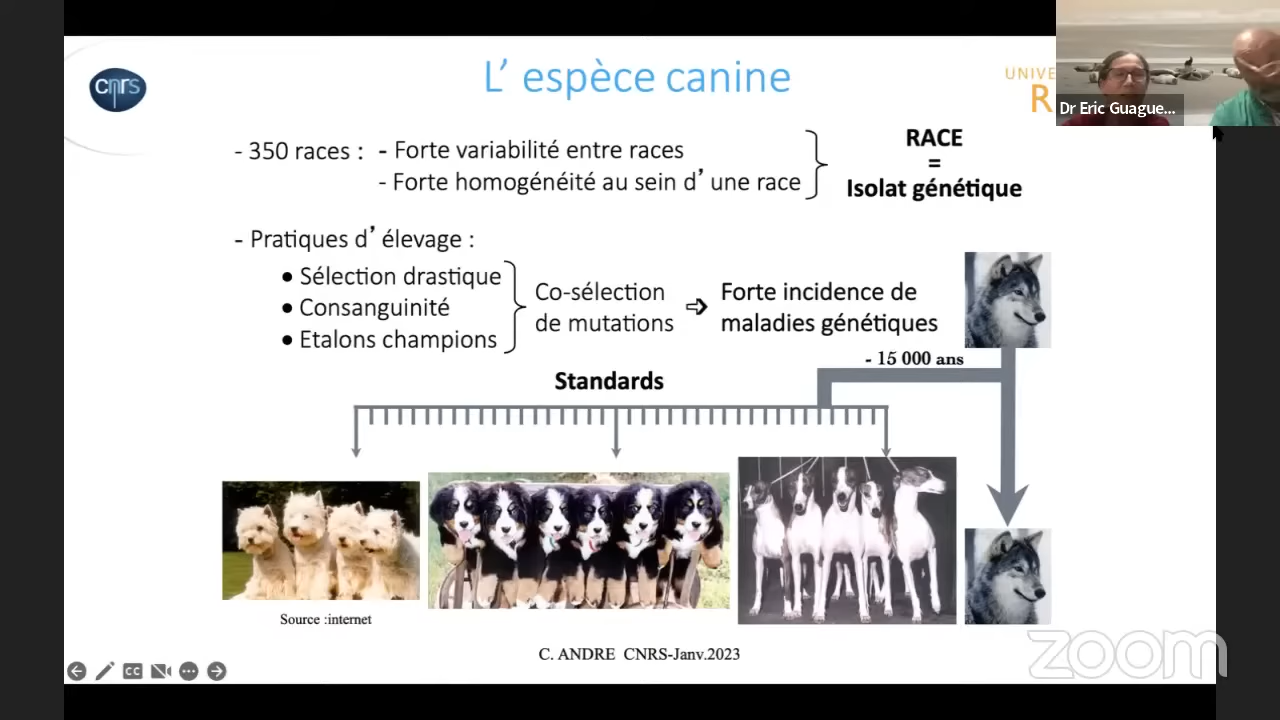 L’ espèce canine
cnrs
UNIVE
R
Dr Eric Guague...
- 350 races : - Forte variabilité entre races
- Forte homogénéité au sein d’ une race
RACE
=
Isolat génétique
- Pratiques d’ élevage :
• Sélection drastique
• Consanguinité
• Etalons champions
Co-sélection
de mutations
➩ Forte incidence de
maladies génétiques
- 15 000 ans
Standards
Source :internet
C. ANDRE CNRS-Janv.2023
CC
zoom